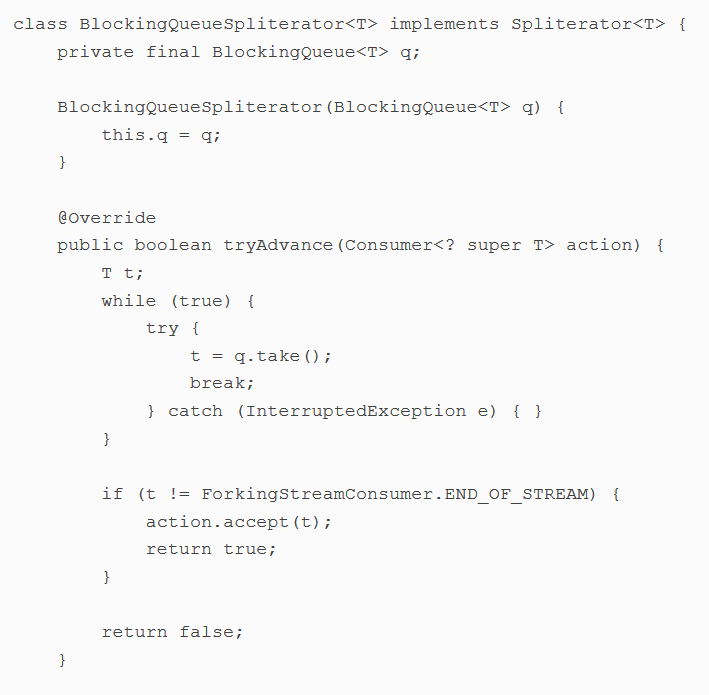 class BlockingQueueSpliterator<T> implements Spliterator<T> {
    private final BlockingQueue<T> q;

    BlockingQueueSpliterator(BlockingQueue<T> q) {
        this.q = q;
    }

    @Override
    public boolean tryAdvance(Consumer<? super T> action) {
        T t;
        while (true) {
            try {
                t = q.take();
                break;
            } catch (InterruptedException e) { }
        }

        if (t != ForkingStreamConsumer.END_OF_STREAM) {
            action.accept(t);
            return true;
        }

        return false;
    }